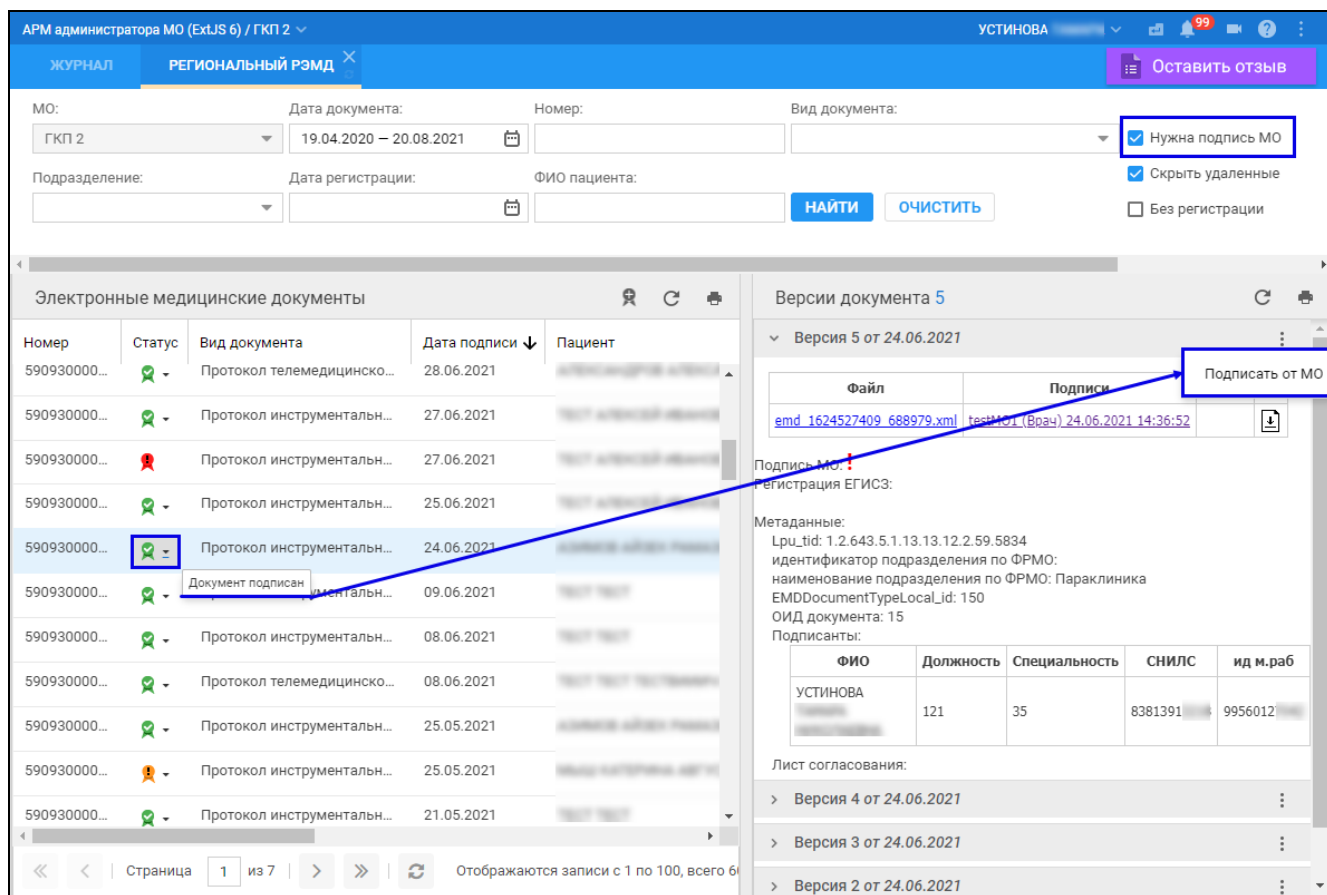 АРМ администратора МО (ExtJS 6) / ГКП 2
УСТИНОВА
99
ЖУРНАЛ
РЕГИОНАЛЬНЫЙ РЭМД
Оставить отзыв
МО:
Дата документа:
Номер:
Вид документа:
ГКП 2
19.04.2020 — 20.08.2021
Нужна подпись МО
Подразделение:
Дата регистрации:
ФИО пациента:
Скрыть удаленные
НАЙТИ
ОЧИСТИТЬ
Без регистрации
Электронные медицинские документы
Номер Статус Вид документа Дата подписи Пациент
590930000... Протокол телемедицинско... 28.06.2021
590930000... Протокол инструментальн... 27.06.2021
590930000... Протокол инструментальн... 27.06.2021
590930000... Протокол инструментальн... 25.06.2021
590930000... Протокол инструментальн... 24.06.2021
Документ подписан
590930000... Протокол инструментальн... 09.06.2021
590930000... Протокол инструментальн... 08.06.2021
590930000... Протокол телемедицинско... 08.06.2021
590930000... Протокол инструментальн... 25.05.2021
590930000... Протокол инструментальн... 25.05.2021
590930000... Протокол инструментальн... 21.05.2021
Страница 1 из 7
Отображаются записи с 1 по 100, всего
Версии документа 5
Версия 5 от 24.06.2021
Подписать от МО
Файл Подписи
emd_1624527409_688979.xml testMO1 (Врач) 24.06.2021 14:36:52
Подпись МО: !
Регистрация ЕГИСЗ:
Метаданные:
Lpu_tid: 1.2.643.5.1.13.13.12.2.59.5834
идентификатор подразделения по ФРМО:
наименование подразделения по ФРМО: Параклиника
EMDDocumentTypeLocal_id: 150
ОИД документа: 15
Подписанты:
ФИО Должность Специальность СНИЛС ид м.раб
УСТИНОВА
121 35 8381391 9956012
Лист согласования:
Версия 4 от 24.06.2021
Версия 3 от 24.06.2021
Версия 2 от 24.06.2021